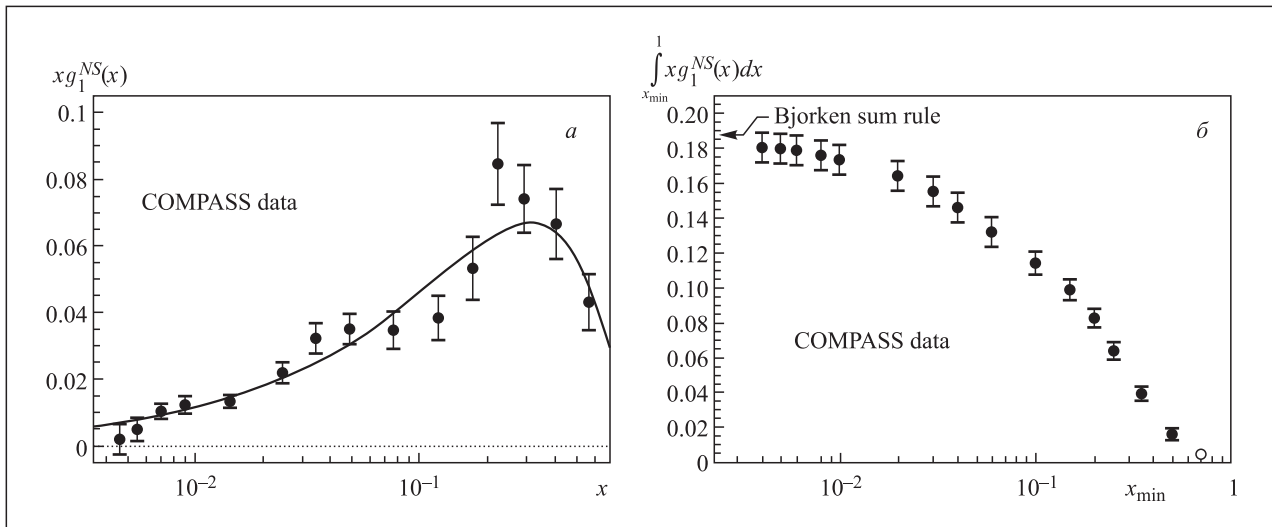 xg₁^NS(x)
0.1
0.08
0.06
0.04
0.02
0
а
COMPASS data
10⁻²
10⁻¹
x
∫_{x_min}^{1} xg₁^NS(x)dx
0.20
0.18
0.16
0.14
0.12
0.10
0.08
0.06
0.04
0.02
0
Bjorken sum rule
б
COMPASS data
10⁻²
10⁻¹
x_min
1